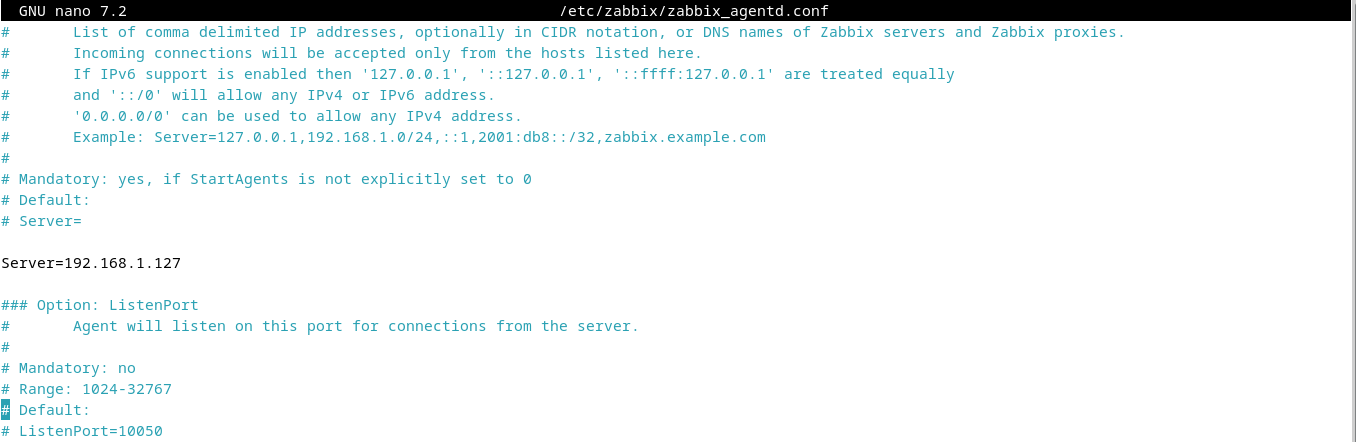 GNU nano 7.2 /etc/zabbix/zabbix_agentd.conf
#       List of comma delimited IP addresses, optionally in CIDR notation, or DNS names of Zabbix servers and Zabbix proxies.
#       Incoming connections will be accepted only from the hosts listed here.
#       If IPv6 support is enabled then '127.0.0.1', '::127.0.0.1', '::ffff:127.0.0.1' are treated equally
#       and '::/0' will allow any IPv4 or IPv6 address.
#       '0.0.0.0/0' can be used to allow any IPv4 address.
#       Example: Server=127.0.0.1,192.168.1.0/24,::1,2001:db8::/32,zabbix.example.com
#
# Mandatory: yes, if StartAgents is not explicitly set to 0
# Default:
# Server=
Server=192.168.1.127
### Option: ListenPort
#       Agent will listen on this port for connections from the server.
#
# Mandatory: no
# Range: 1024-32767
# Default:
# ListenPort=10050